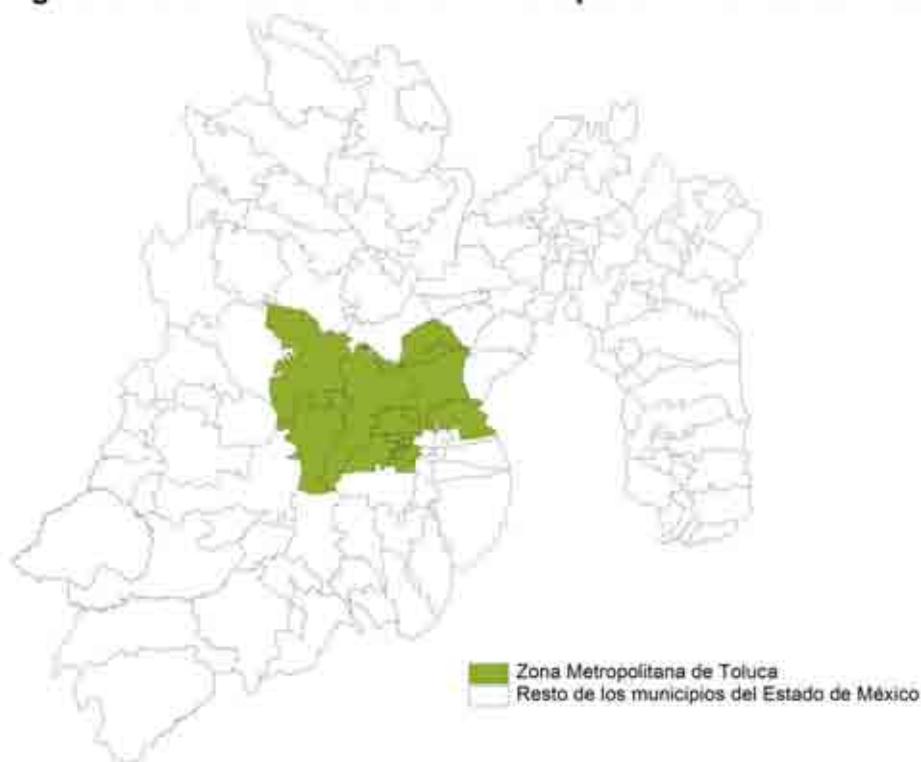 Zona Metropolitana de Toluca
Resto de los municipios del Estado de México